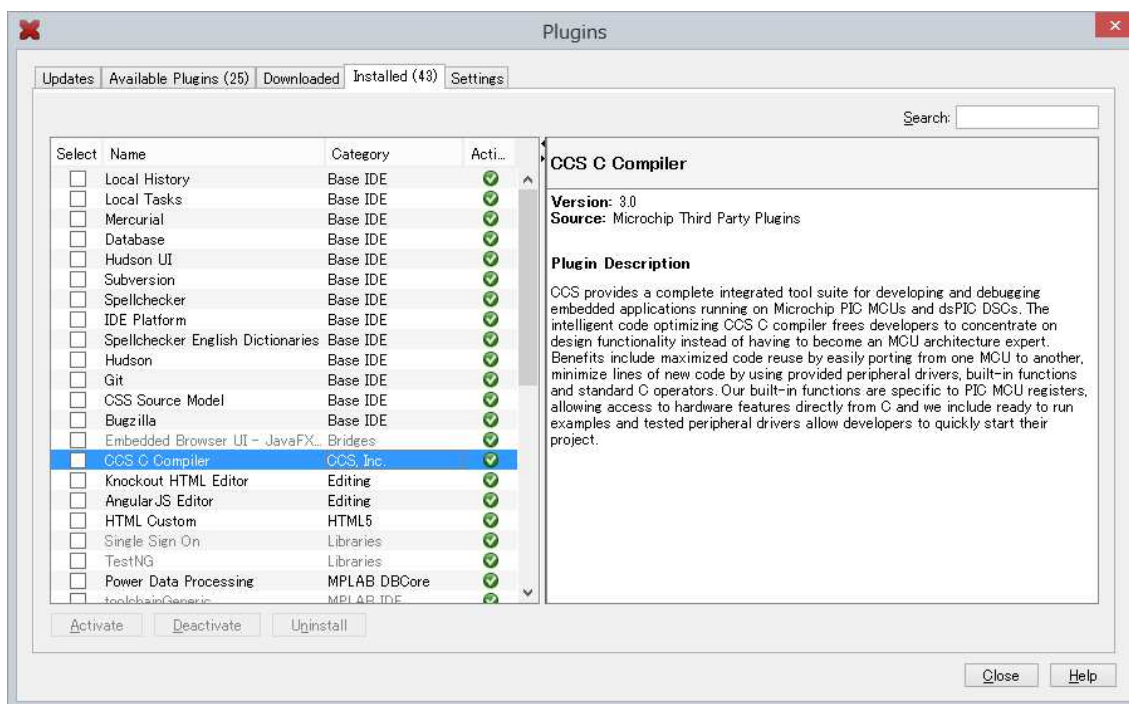 Plugins
Updates Available Plugins (25) Downloaded Installed (43) Settings
Search:
Select Name Category Acti...
Local History Base IDE
Local Tasks Base IDE
Mercurial Base IDE
Database Base IDE
Hudson UI Base IDE
Subversion Base IDE
Spellchecker Base IDE
IDE Platform Base IDE
Spellchecker English Dictionaries Base IDE
Hudson Base IDE
Git Base IDE
CSS Source Model Base IDE
Bugzilla Base IDE
Embedded Browser UI - JavaFX... Bridges
CCS C Compiler CCS, Inc.
Knockout HTML Editor Editing
AngularJS Editor Editing
HTML Custom HTML5
Single Sign On Libraries
TestNG Libraries
Power Data Processing MPLAB DBCore
toolchainGeneric MPLAB IDE
CCS C Compiler
Version: 3.0
Source: Microchip Third Party Plugins
Plugin Description
CCS provides a complete integrated tool suite for developing and debugging
embedded applications running on Microchip PIC MCUs and dsPIC DSCs. The
intelligent code optimizing CCS C compiler frees developers to concentrate on
design functionality instead of having to become an MCU architecture expert.
Benefits include maximized code reuse by easily porting from one MCU to another,
minimize lines of new code by using provided peripheral drivers, built-in functions
and standard C operators. Our built-in functions are specific to PIC MCU registers,
allowing access to hardware features directly from C and we include ready to run
examples and tested peripheral drivers allow developers to quickly start their
project.
Activate Deactivate Uninstall
Close Help